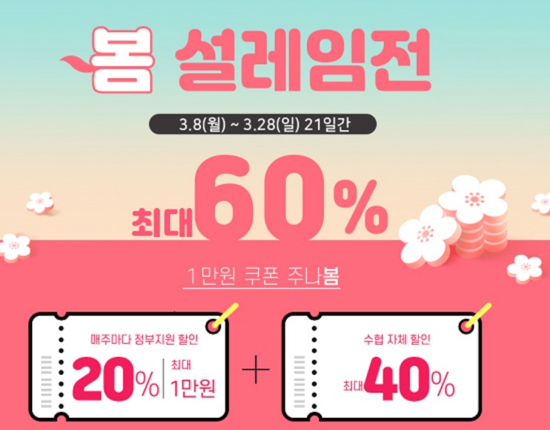 봄 설레임전
3.8(월) ~ 3.28(일) 21일간
최대 60%
1만원 쿠폰 주나봄
매주마다 정부지원 할인
20% 최대 1만원
+
수협 자체 할인
최대 40%